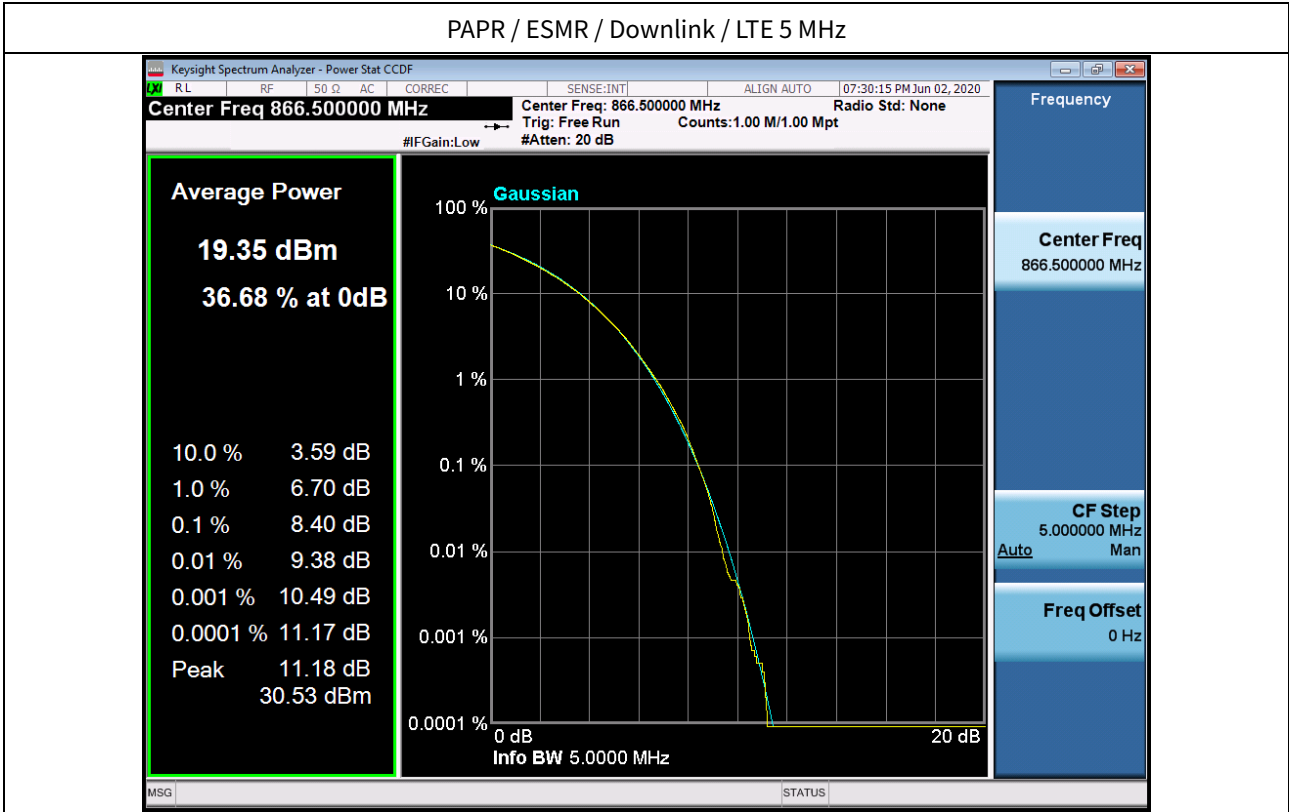 PAPR / ESMR / Downlink / LTE 5 MHz
Keysight Spectrum Analyzer - Power Stat CCDF
LXI RL RF 50 Ω AC CORREC SENSE:INT ALIGN AUTO 07:30:15 PM Jun 02, 2020
Center Freq 866.500000 MHz
Center Freq: 866.500000 MHz Radio Std: None
Trig: Free Run Counts:1.00 M/1.00 Mpt
#IFGain:Low #Atten: 20 dB
Frequency
Average Power
19.35 dBm
36.68 % at 0dB
10.0 % 3.59 dB
1.0 % 6.70 dB
0.1 % 8.40 dB
0.01 % 9.38 dB
0.001 % 10.49 dB
0.0001 % 11.17 dB
Peak 11.18 dB
30.53 dBm
Gaussian
100 %
10 %
1 %
0.1 %
0.01 %
0.001 %
0.0001 %
0 dB 20 dB
Info BW 5.0000 MHz
Center Freq
866.500000 MHz
CF Step
5.000000 MHz
Auto Man
Freq Offset
0 Hz
MSG STATUS